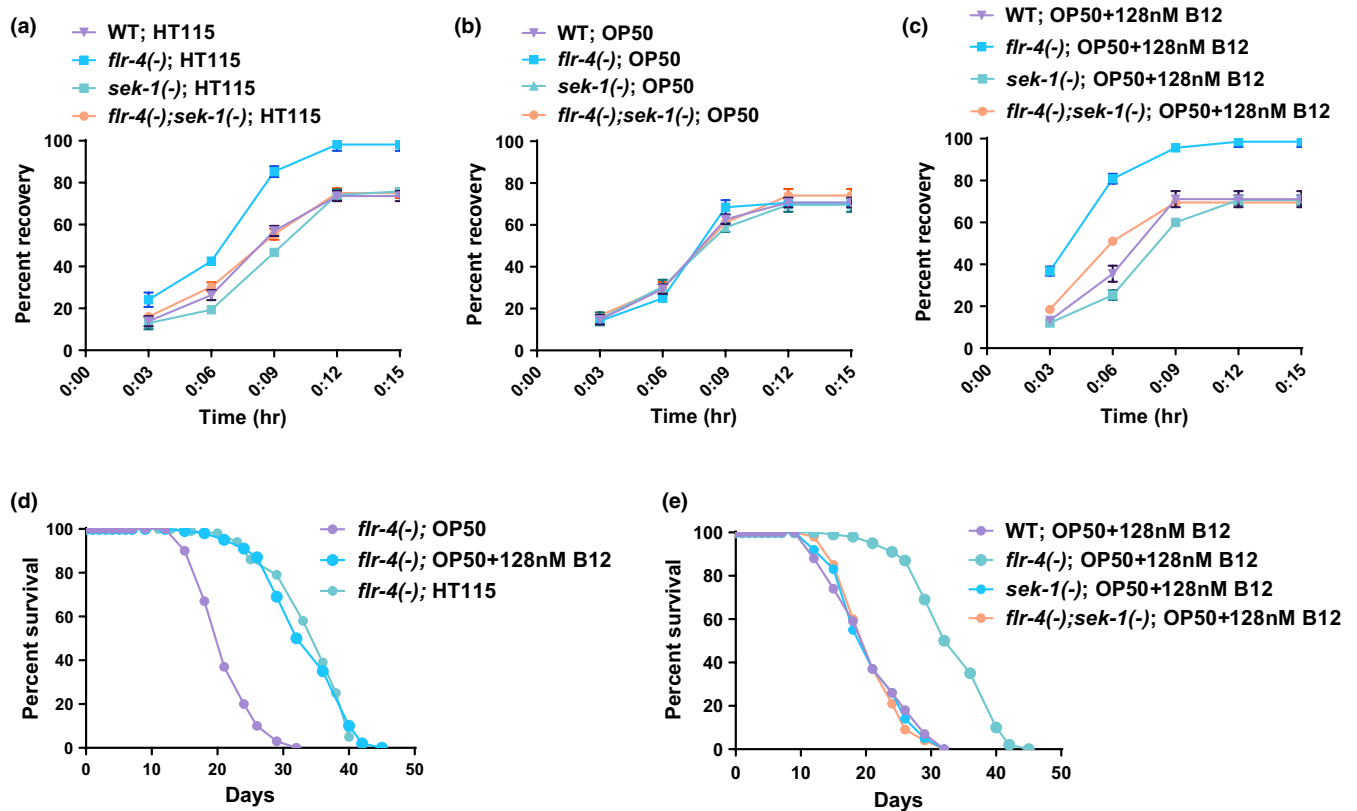 (a)
WT; HT115
flr-4(-); HT115
sek-1(-); HT115
flr-4(-);sek-1(-); HT115
Percent recovery
100
80
60
40
20
0
0:00
0:03
0:06
0:09
0:12
0:15
Time (hr)
(b)
WT; OP50
flr-4(-); OP50
sek-1(-); OP50
flr-4(-);sek-1(-); OP50
Percent recovery
100
80
60
40
20
0
0:00
0:03
0:06
0:09
0:12
0:15
Time (hr)
(c)
WT; OP50+128nM B12
flr-4(-); OP50+128nM B12
sek-1(-); OP50+128nM B12
flr-4(-);sek-1(-); OP50+128nM B12
Percent recovery
100
80
60
40
20
0
0:00
0:03
0:06
0:09
0:12
0:15
Time (hr)
(d)
flr-4(-); OP50
flr-4(-); OP50+128nM B12
flr-4(-); HT115
Percent survival
100
80
60
40
20
0
0
10
20
30
40
50
Days
(e)
WT; OP50+128nM B12
flr-4(-); OP50+128nM B12
sek-1(-); OP50+128nM B12
flr-4(-);sek-1(-); OP50+128nM B12
Percent survival
100
80
60
40
20
0
0
10
20
30
40
50
Days